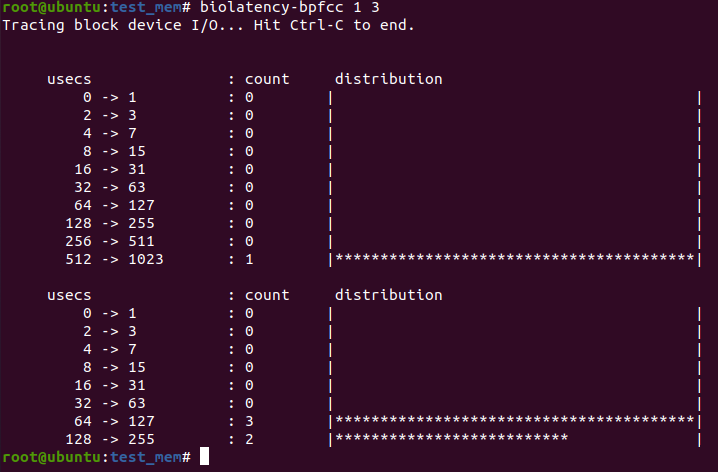 root@ubuntu:test_mem# biolatency-bpfcc 1 3
Tracing block device I/O... Hit Ctrl-C to end.


     usecs               : count     distribution
         0 -> 1          : 0        |                                        |
         2 -> 3          : 0        |                                        |
         4 -> 7          : 0        |                                        |
         8 -> 15         : 0        |                                        |
        16 -> 31         : 0        |                                        |
        32 -> 63         : 0        |                                        |
        64 -> 127        : 0        |                                        |
       128 -> 255        : 0        |                                        |
       256 -> 511        : 0        |                                        |
       512 -> 1023       : 1        |****************************************|

     usecs               : count     distribution
         0 -> 1          : 0        |                                        |
         2 -> 3          : 0        |                                        |
         4 -> 7          : 0        |                                        |
         8 -> 15         : 0        |                                        |
        16 -> 31         : 0        |                                        |
        32 -> 63         : 0        |                                        |
        64 -> 127        : 3        |****************************************|
       128 -> 255        : 2        |**************************              |
root@ubuntu:test_mem#